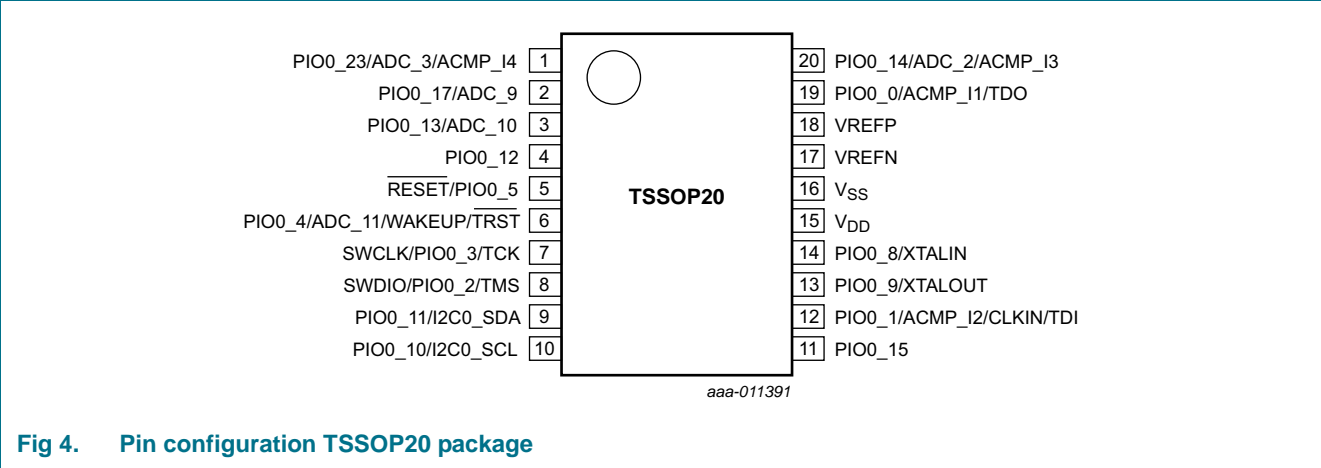 PIO0_23/ADC_3/ACMP_I4 1
PIO0_17/ADC_9 2
PIO0_13/ADC_10 3
PIO0_12 4
RESET/PIO0_5 5
PIO0_4/ADC_11/WAKEUP/TRST 6
SWCLK/PIO0_3/TCK 7
SWDIO/PIO0_2/TMS 8
PIO0_11/I2C0_SDA 9
PIO0_10/I2C0_SCL 10
TSSOP20
20 PIO0_14/ADC_2/ACMP_I3
19 PIO0_0/ACMP_I1/TDO
18 VREFP
17 VREFN
16 VSS
15 VDD
14 PIO0_8/XTALIN
13 PIO0_9/XTALOUT
12 PIO0_1/ACMP_I2/CLKIN/TDI
11 PIO0_15
aaa-011391
Fig 4. Pin configuration TSSOP20 package